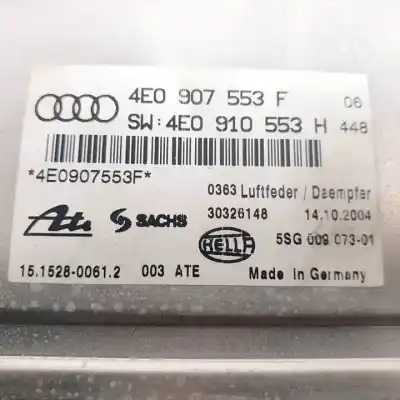 4E0 907 553 F 06
SW:4E0 910 553 H 448
*4E0907553F*
0363 Luftfeder / Daempfer
30326148 14.10.2004
Ate SACHS HELLA 5SG 009 073-01
15.1528-0061.2 003 ATE Made in Germany